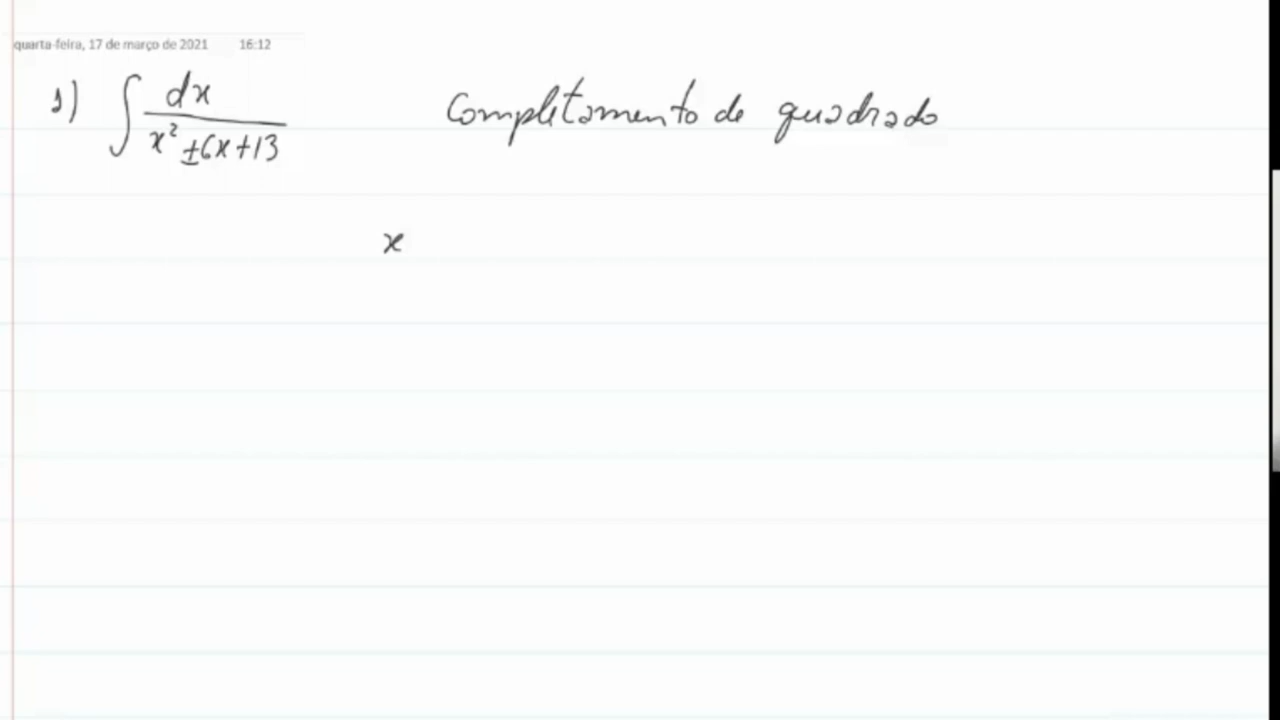 quarta-feira, 17 de março de 2021 16:12
1) ∫ dx / (x² ± 6x + 13) Completamento de quadrado
x